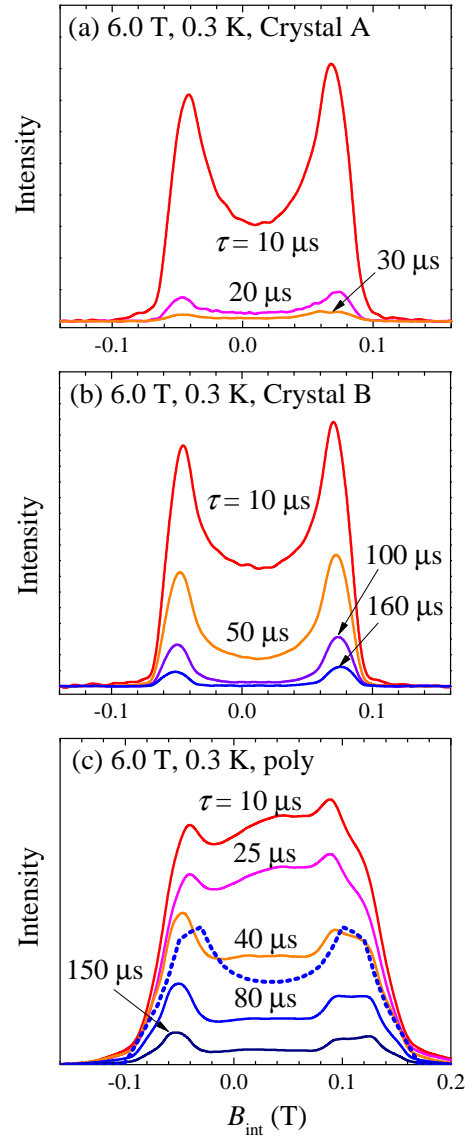 (a) 6.0 T, 0.3 K, Crystal A
Intensity
τ = 10 μs
30 μs
20 μs
-0.1 0.0 0.1
(b) 6.0 T, 0.3 K, Crystal B
Intensity
τ = 10 μs
100 μs
160 μs
50 μs
-0.1 0.0 0.1
(c) 6.0 T, 0.3 K, poly
Intensity
τ = 10 μs
25 μs
40 μs
150 μs
80 μs
-0.1 0.0 0.1 0.2
B_int (T)